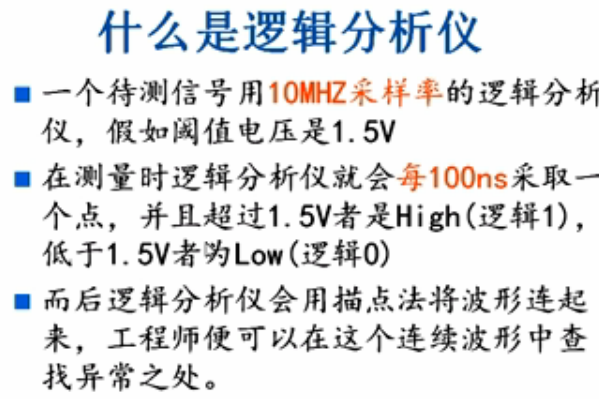 什么是逻辑分析仪
一个待测信号用10MHZ采样率的逻辑分析
仪，假如阈值电压是1.5V
在测量时逻辑分析仪就会每100ns采取一
个点，并且超过1.5V者是High(逻辑1)，
低于1.5V者为Low(逻辑0)
而后逻辑分析仪会用描点法将波形连起
来，工程师便可以在这个连续波形中查
找异常之处。